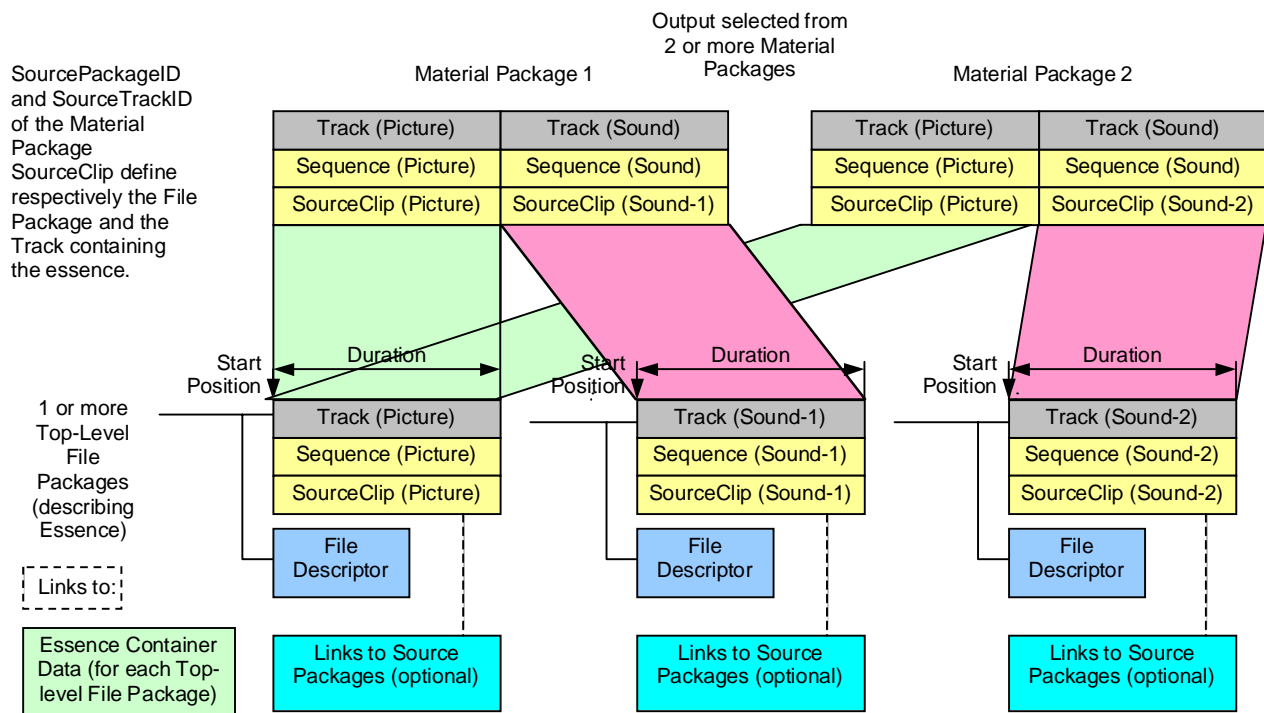 Output selected from
2 or more Material
Packages
SourcePackageID
and SourceTrackID
of the Material
Package
SourceClip define
respectively the File
Package and the
Track containing
the essence.
Material Package 1
Material Package 2
Track (Picture)
Track (Sound)
Track (Picture)
Track (Sound)
Sequence (Picture)
Sequence (Sound)
Sequence (Picture)
Sequence (Sound)
SourceClip (Picture)
SourceClip (Sound-1)
SourceClip (Picture)
SourceClip (Sound-2)
Start
Position
Duration
Start
Position
Duration
Start
Position
Duration
1 or more
Top-Level
File
Packages
(describing
Essence)
Track (Picture)
Track (Sound-1)
Track (Sound-2)
Sequence (Picture)
Sequence (Sound-1)
Sequence (Sound-2)
SourceClip (Picture)
SourceClip (Sound-1)
SourceClip (Sound-2)
File
Descriptor
File
Descriptor
File
Descriptor
Links to:
Essence Container
Data (for each Top-
level File Package)
Links to Source
Packages (optional)
Links to Source
Packages (optional)
Links to Source
Packages (optional)